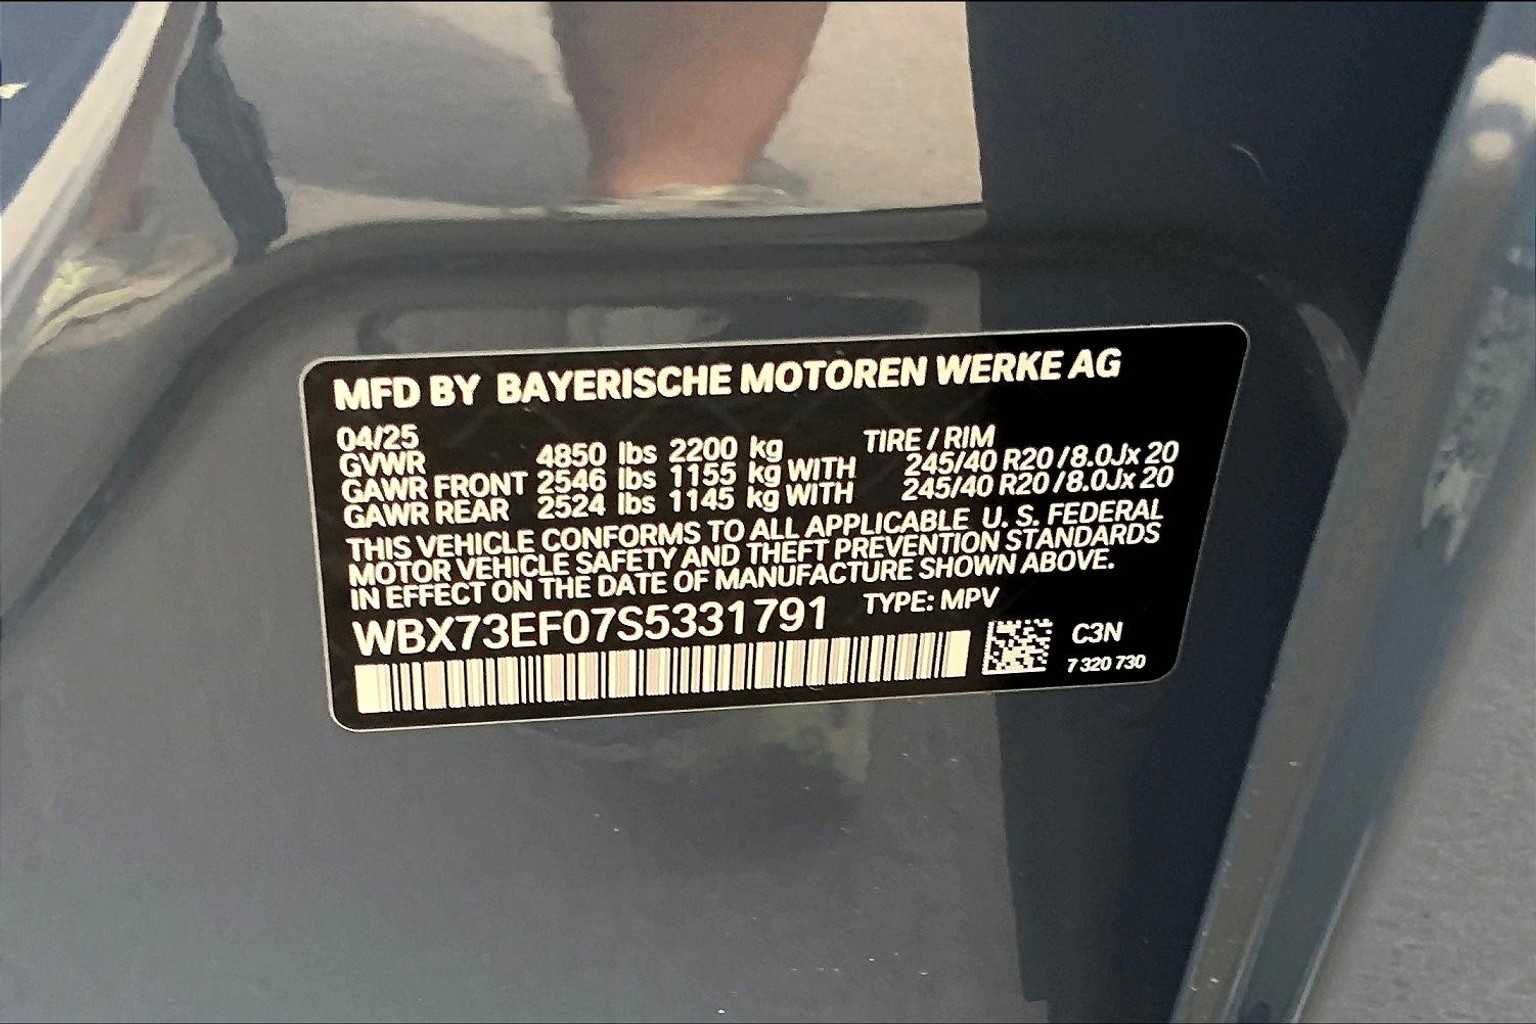 MFD BY BAYERISCHE MOTOREN WERKE AG
04/25 TIRE / RIM
GVWR 4850 lbs 2200 kg
GAWR FRONT 2546 lbs 1155 kg WITH 245/40 R20 / 8.0Jx 20
GAWR REAR 2524 lbs 1145 kg WITH 245/40 R20 / 8.0Jx 20
THIS VEHICLE CONFORMS TO ALL APPLICABLE U. S. FEDERAL
MOTOR VEHICLE SAFETY AND THEFT PREVENTION STANDARDS
IN EFFECT ON THE DATE OF MANUFACTURE SHOWN ABOVE.
WBX73EF07S5331791 TYPE: MPV
C3N
7 320 730